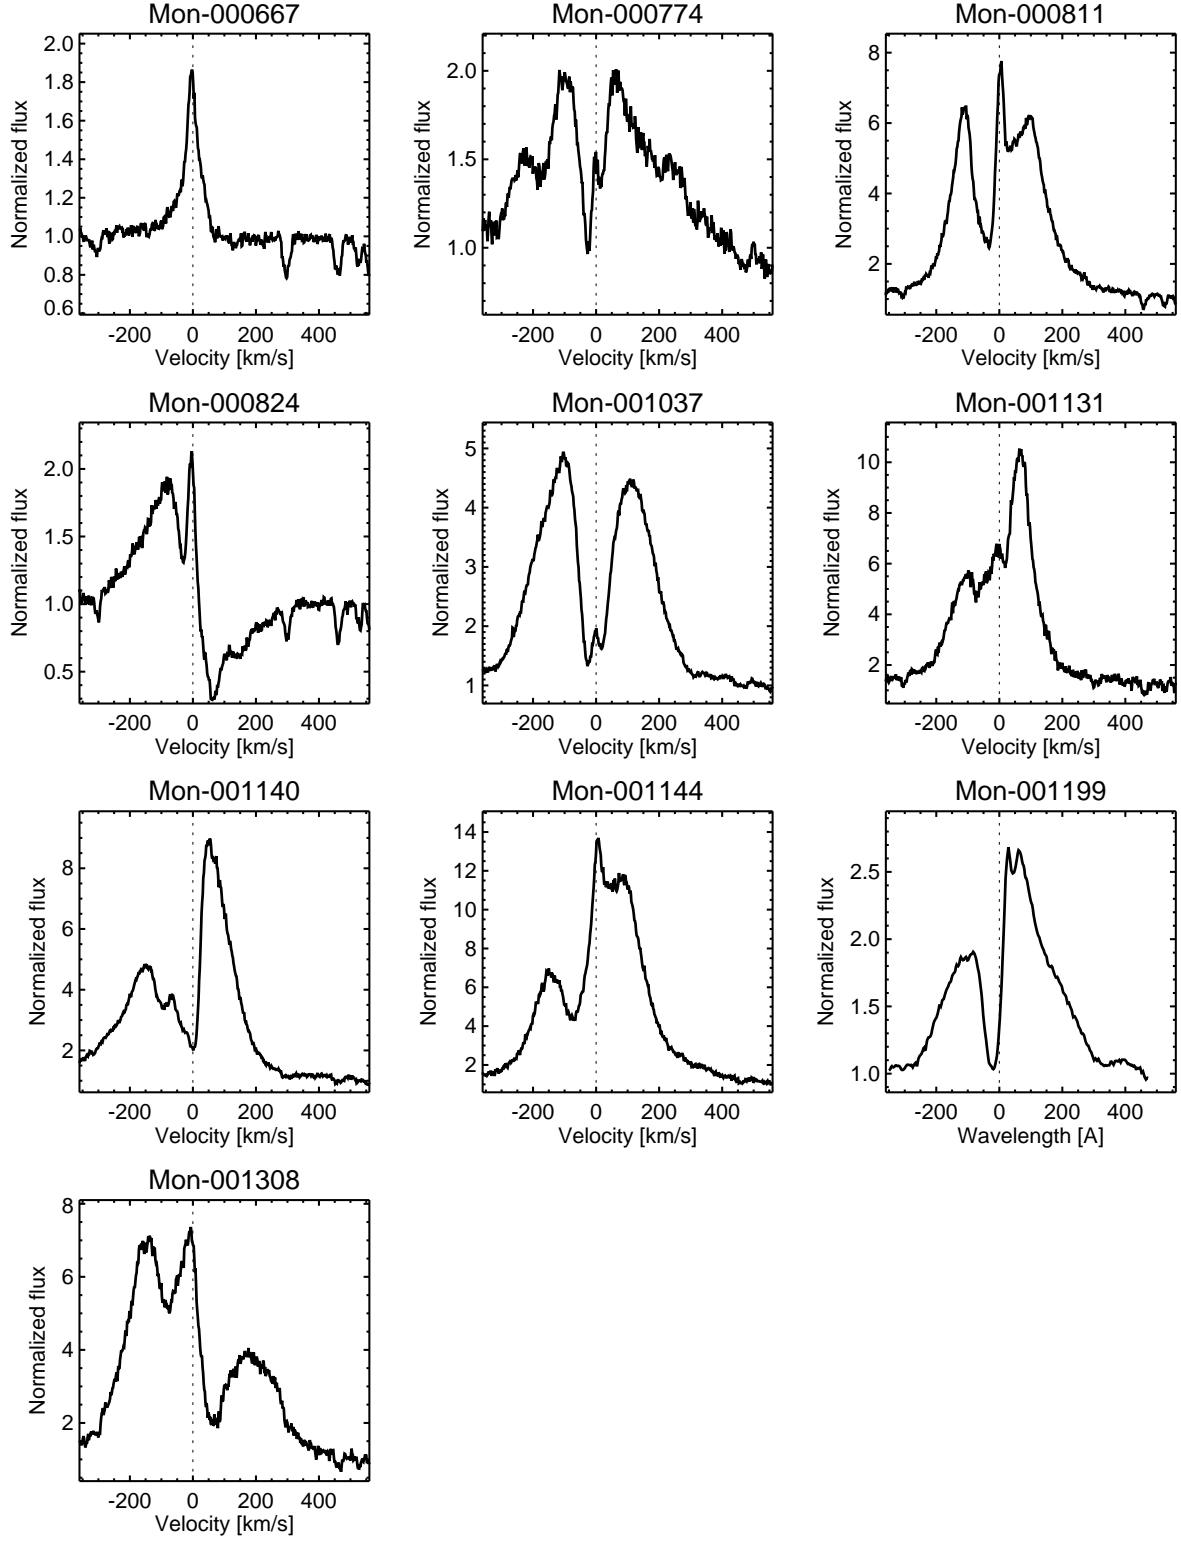 Mon-000667 Mon-000774 Mon-000811
2.0
1.8
1.6
1.4
1.2
1.0
0.8
0.6
Normalized flux
-200 0 200 400
Velocity [km/s]
2.0
1.5
1.0
Normalized flux
-200 0 200 400
Velocity [km/s]
8
6
4
2
Normalized flux
-200 0 200 400
Velocity [km/s]
Mon-000824 Mon-001037 Mon-001131
2.0
1.5
1.0
0.5
Normalized flux
-200 0 200 400
Velocity [km/s]
5
4
3
2
1
Normalized flux
-200 0 200 400
Velocity [km/s]
10
8
6
4
2
Normalized flux
-200 0 200 400
Velocity [km/s]
Mon-001140 Mon-001144 Mon-001199
8
6
4
2
Normalized flux
-200 0 200 400
Velocity [km/s]
14
12
10
8
6
4
2
Normalized flux
-200 0 200 400
Velocity [km/s]
2.5
2.0
1.5
1.0
Normalized flux
-200 0 200 400
Wavelength [A]
Mon-001308
8
6
4
2
Normalized flux
-200 0 200 400
Velocity [km/s]